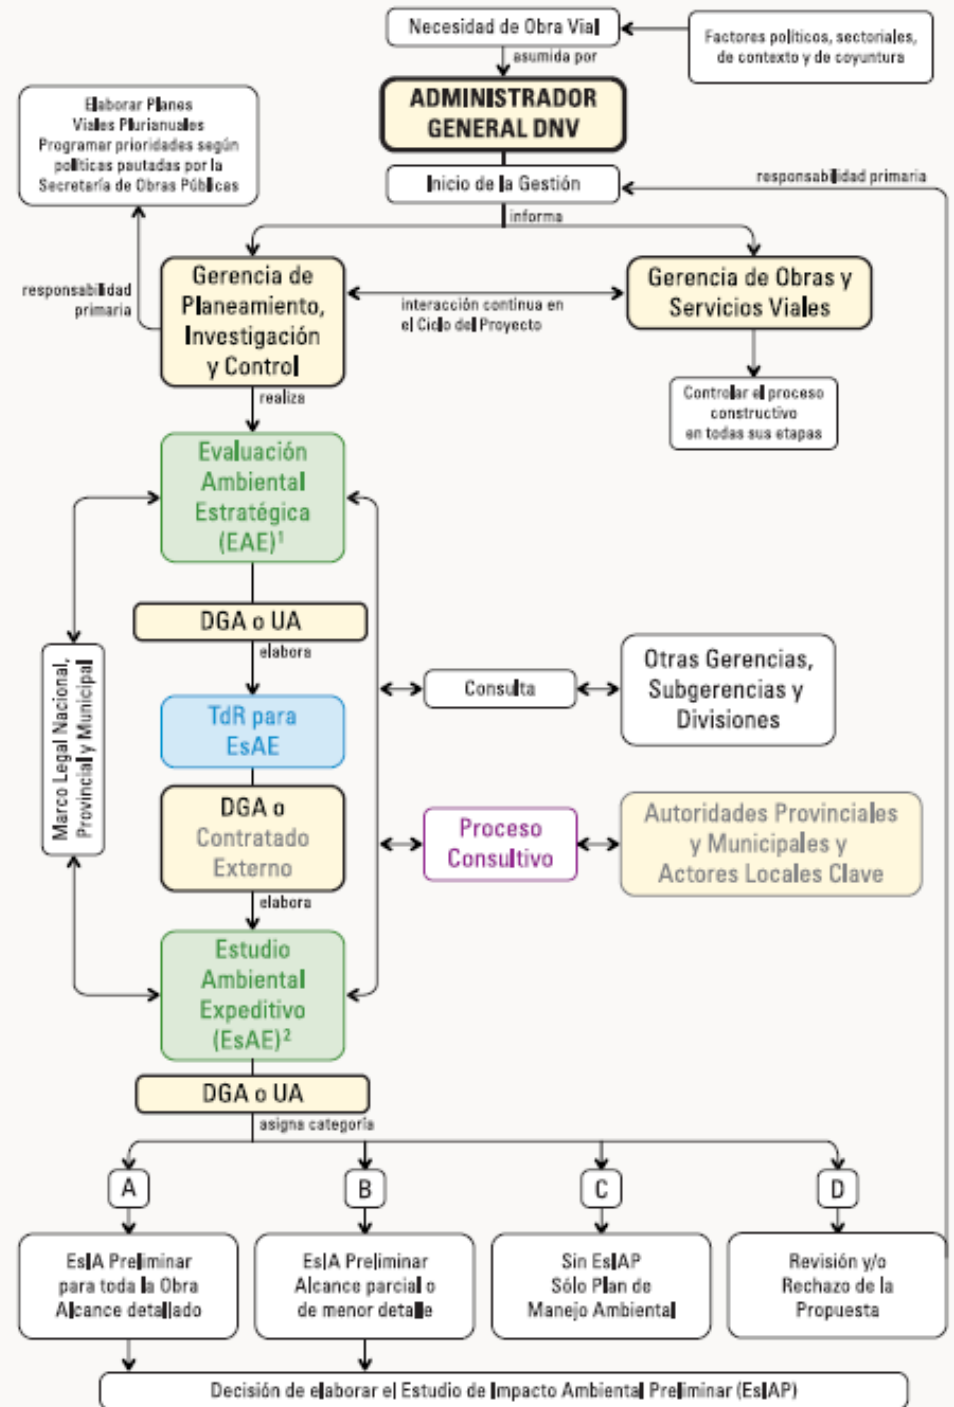 Necesidad de Obra Vial
Factores políticos, sectoriales,
de contexto y de coyuntura
asumida por
ADMINISTRADOR
GENERAL DNV
Elaborar Planes
Viales Plurianuales
Programar prioridades según
políticas pautadas por la
Secretaría de Obras Públicas
Inicio de la Gestión
responsabilidad primaria
informa
responsabilidad
primaria
Gerencia de
Planeamiento,
Investigación
y Control
interacción continua en
el Ciclo del Proyecto
Gerencia de Obras y
Servicios Viales
realiza
Controlar el proceso
constructivo
en todas sus etapas
Evaluación
Ambiental
Estratégica
(EAE)¹
DGA o UA
elabora
Marco Legal Nacional,
Provincial y Municipal
TdR para
EsAE
Consulta
Otras Gerencias,
Subgerencias y
Divisiones
DGA o
Contratado
Externo
Proceso
Consultivo
Autoridades Provinciales
y Municipales y
Actores Locales Clave
elabora
Estudio
Ambiental
Expeditivo
(EsAE)²
DGA o UA
asigna categoría
A
B
C
D
EsIA Preliminar
para toda la Obra
Alcance detallado
EsIA Preliminar
Alcance parcial o
de menor detalle
Sin EsIAP
Sólo Plan de
Manejo Ambiental
Revisión y/o
Rechazo de la
Propuesta
Decisión de elaborar el Estudio de Impacto Ambiental Preliminar (EsIAP)